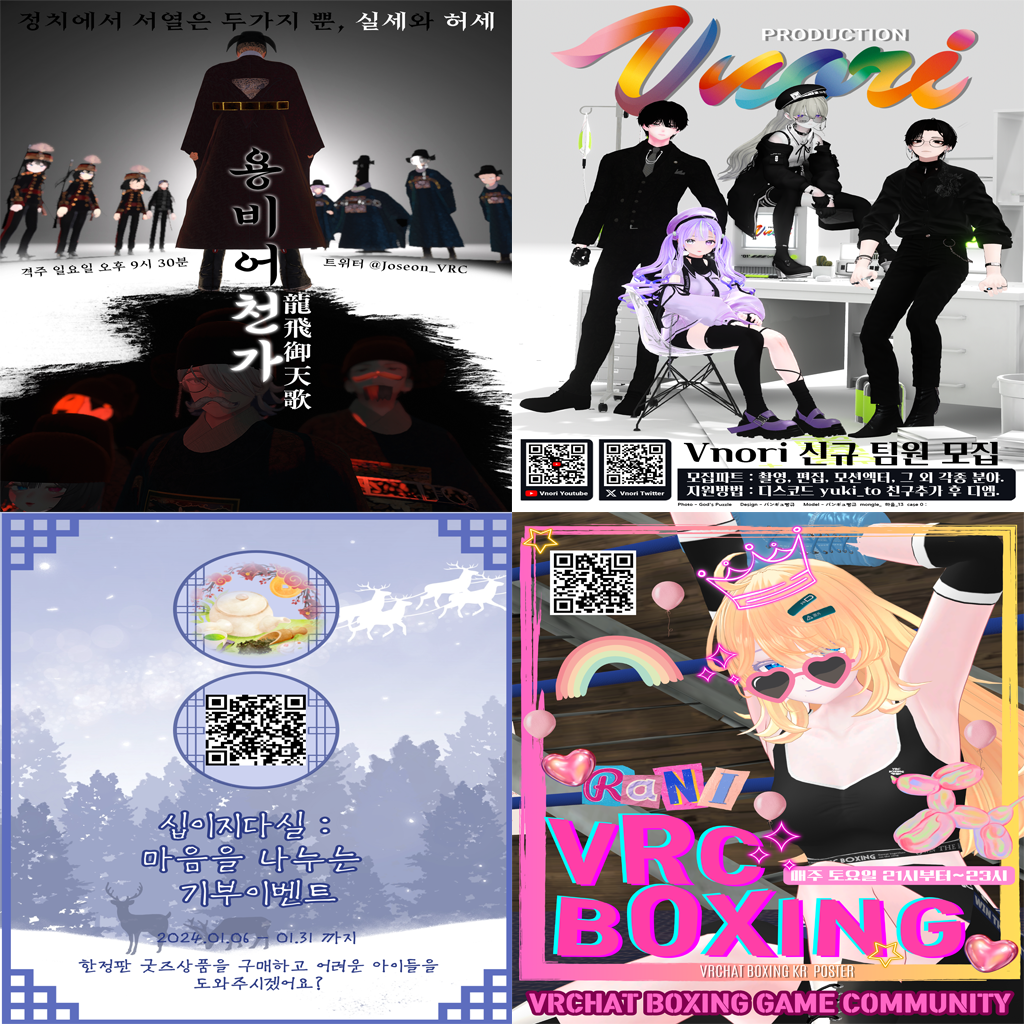 정치에서 서열은 두가지 뿐, 실세와 허세
용비어천가
龍飛御天歌
격주 일요일 오후 9시 30분
트위터 @Joseon_VRC
PRODUCTION
Vnori
Vnori Youtube
Vnori Twitter
Vnori 신규 팀원 모집
모집파트 : 촬영, 편집, 모션엑터, 그 외 각종 분야.
지원방법 : 디스코드 yuki_to 친구추가 후 디엠.
Photo - God's Puzzle
십이지다실 :
마음을 나누는
기부이벤트
2024.01.06 ~ 01.31 까지
한정판 굿즈상품을 구매하고 어려운 아이들을
도와주시겠어요?
RaNI
VRC
BOXING
매주 토요일 21시부터~23시
VRCHAT BOXING KR POSTER
VRCHAT BOXING GAME COMMUNITY